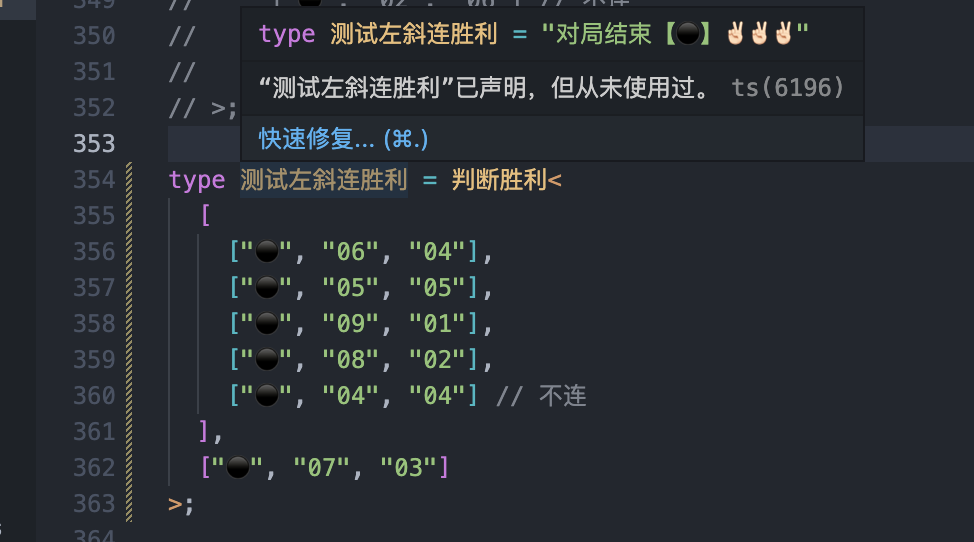 349 // ["⚫", "02", "06"] // 不连
350 //
351 //
352 // >;
353
type 测试左斜连胜利 = "对局结束【⚫】✌🏻✌🏻✌🏻"
“测试左斜连胜利”已声明，但从未使用过。 ts(6196)
快速修复... (⌘.)
354 type 测试左斜连胜利 = 判断胜利<
355 [
356 ["⚫", "06", "04"],
357 ["⚫", "05", "05"],
358 ["⚫", "09", "01"],
359 ["⚫", "08", "02"],
360 ["⚫", "04", "04"] // 不连
361 ],
362 ["⚫", "07", "03"]
363 >;
364